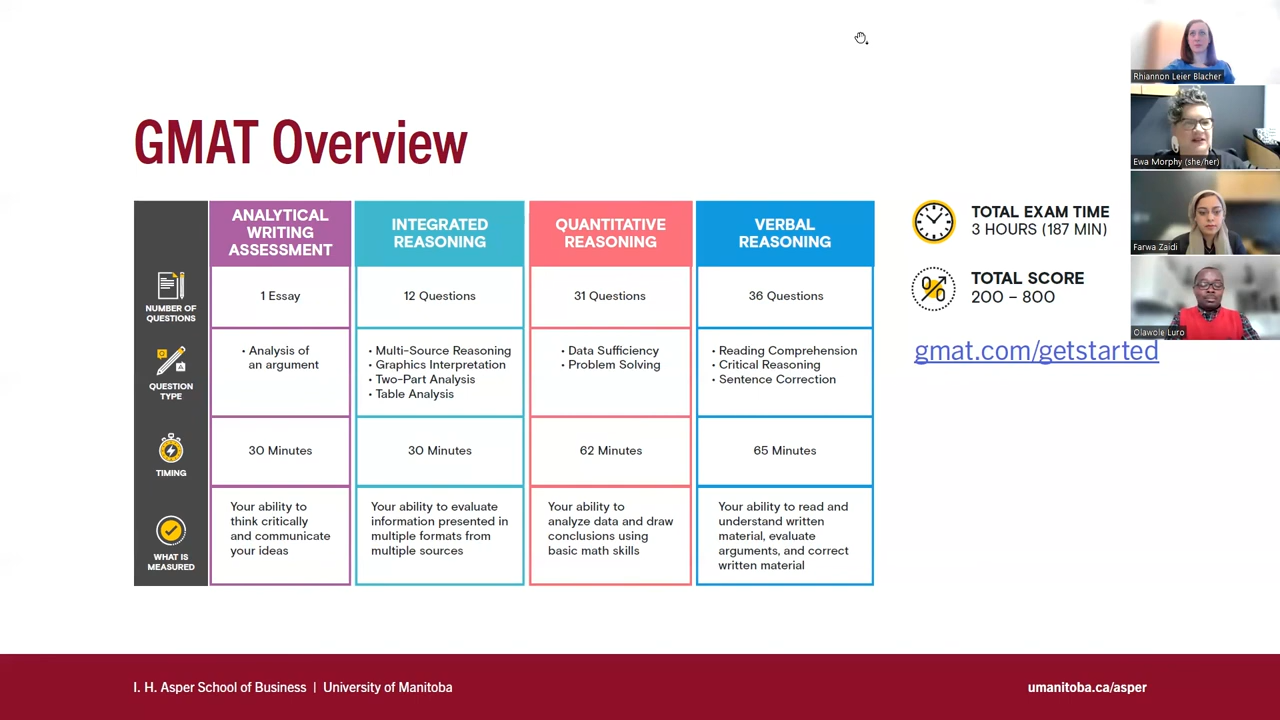 GMAT Overview
ANALYTICAL
WRITING
ASSESSMENT
INTEGRATED
REASONING
QUANTITATIVE
REASONING
VERBAL
REASONING
NUMBER OF
QUESTIONS
1 Essay
12 Questions
31 Questions
36 Questions
QUESTION
TYPE
• Analysis of
an argument
• Multi-Source Reasoning
• Graphics Interpretation
• Two-Part Analysis
• Table Analysis
• Data Sufficiency
• Problem Solving
• Reading Comprehension
• Critical Reasoning
• Sentence Correction
TIMING
30 Minutes
30 Minutes
62 Minutes
65 Minutes
WHAT IS
MEASURED
Your ability to
think critically
and communicate
your ideas
Your ability to evaluate
information presented in
multiple formats from
multiple sources
Your ability to
analyze data and draw
conclusions using
basic math skills
Your ability to read and
understand written
material, evaluate
arguments, and correct
written material
TOTAL EXAM TIME
3 HOURS (187 MIN)
TOTAL SCORE
200 – 800
gmat.com/getstarted
Rhiannon Leier Blacher
Ewa Morphy (she/her)
Farwa Zaidi
Olawole Luro
I. H. Asper School of Business | University of Manitoba
umanitoba.ca/asper